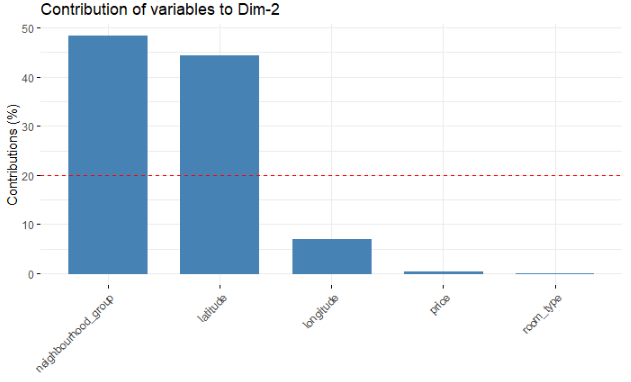 Contribution of variables to Dim-2
Contributions (%)
50
40
30
20
10
0
neighbourhood_group
latitude
longitude
price
room_type